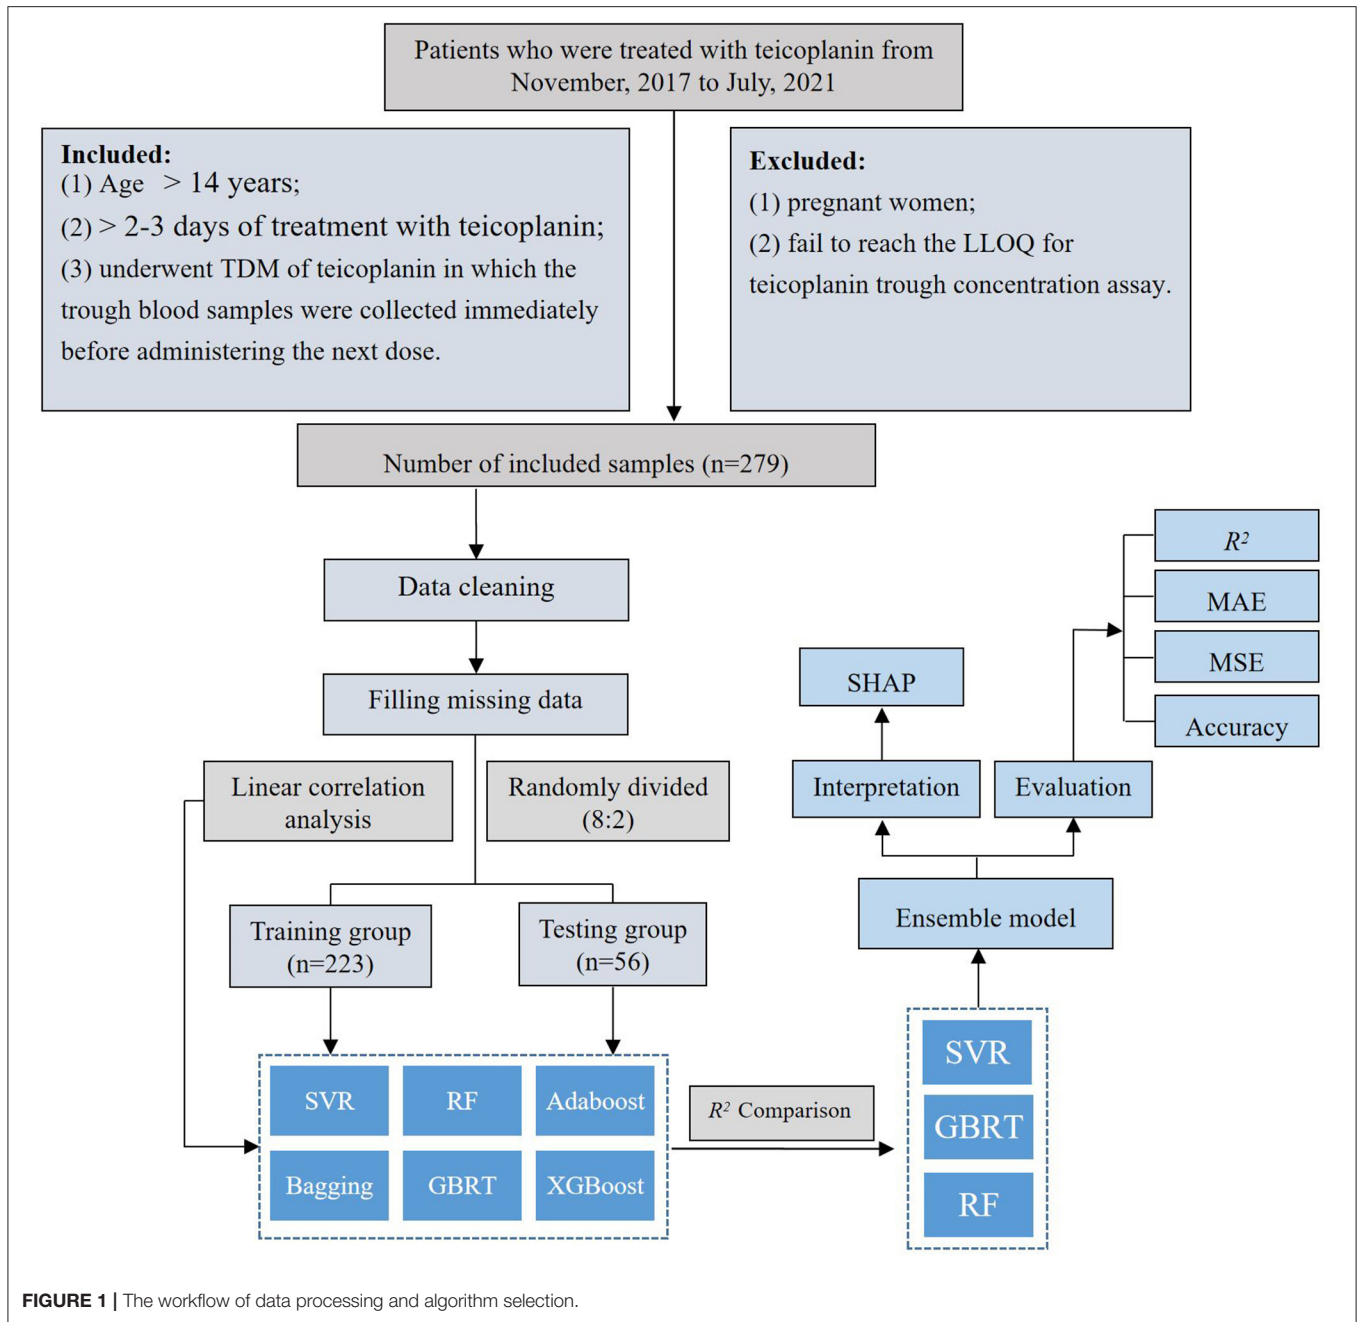 Patients who were treated with teicoplanin from
November, 2017 to July, 2021
Included:
(1) Age > 14 years;
(2) > 2-3 days of treatment with teicoplanin;
(3) underwent TDM of teicoplanin in which the
trough blood samples were collected immediately
before administering the next dose.
Excluded:
(1) pregnant women;
(2) fail to reach the LLOQ for
teicoplanin trough concentration assay.
Number of included samples (n=279)
Data cleaning
Filling missing data
Linear correlation
analysis
Randomly divided
(8:2)
Training group
(n=223)
Testing group
(n=56)
SVR
RF
Adaboost
Bagging
GBRT
XGBoost
R² Comparison
SVR
GBRT
RF
Ensemble model
Interpretation
Evaluation
SHAP
R²
MAE
MSE
Accuracy
FIGURE 1 | The workflow of data processing and algorithm selection.